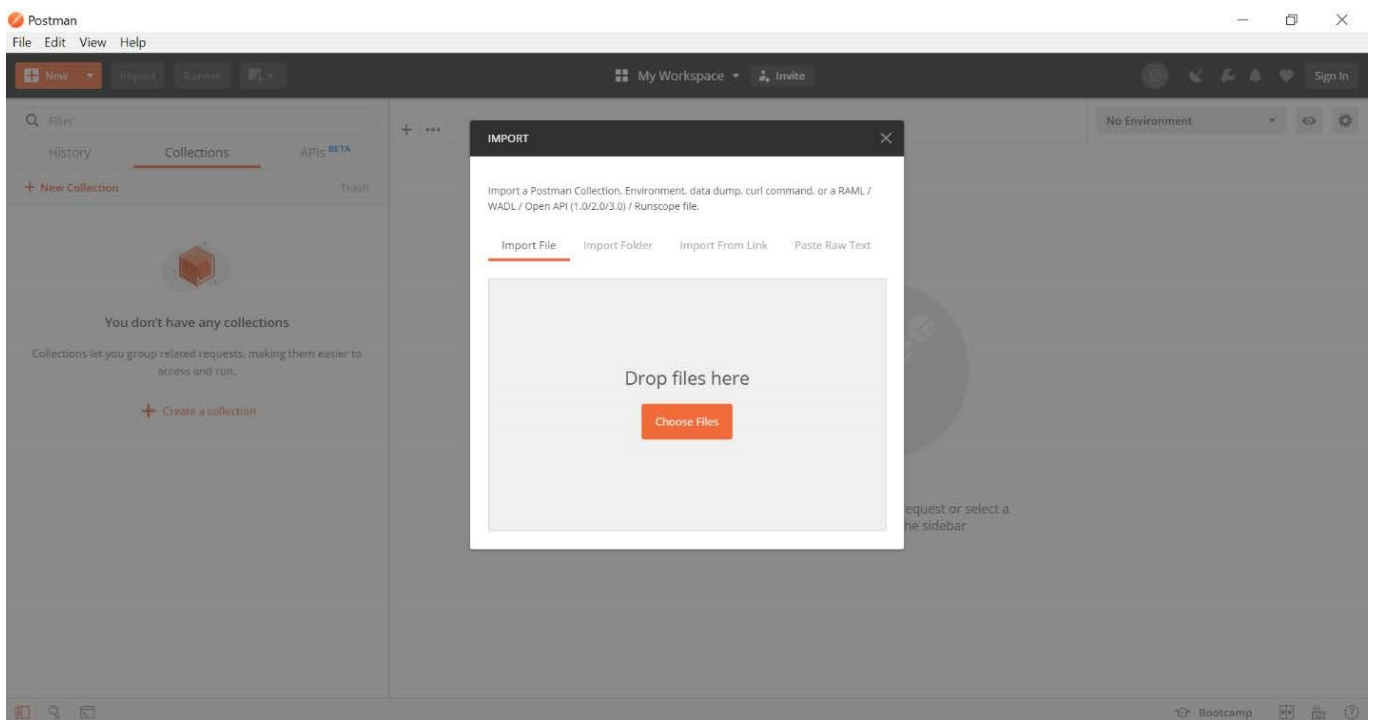 Postman
File Edit View Help
New Import Runner My Workspace Invite Sign In
Filter
History Collections APIs BETA
+ New Collection Trash
You don't have any collections
Collections let you group related requests, making them easier to
access and run.
+ Create a collection
+ •••
No Environment
IMPORT
Import a Postman Collection, Environment, data dump, curl command, or a RAML /
WADL / Open API (1.0/2.0/3.0) / Runscope file.
Import File Import Folder Import From Link Paste Raw Text
Drop files here
Choose Files
equest or select a
he sidebar
Bootcamp